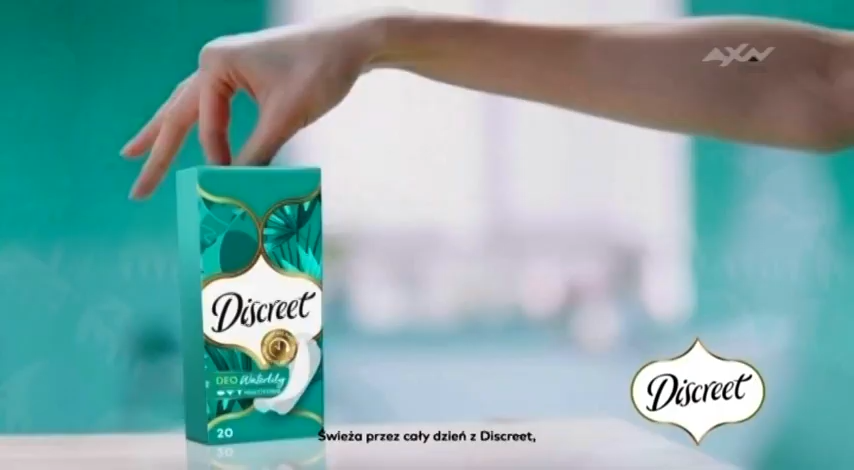 AXN
Discreet
DEO Waterlily
20
Discreet
Świeża przez cały dzień z Discreet,